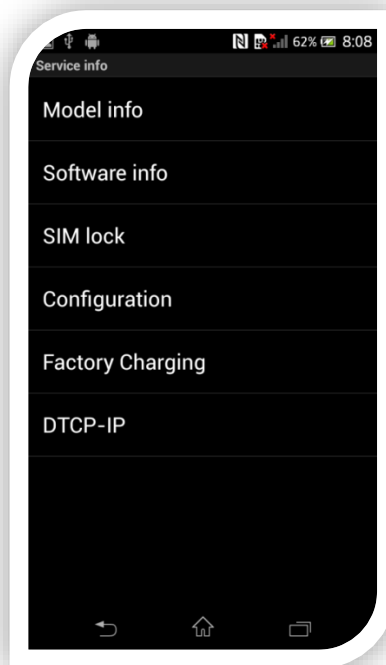 62% 8:08
Service info
Model info
Software info
SIM lock
Configuration
Factory Charging
DTCP-IP